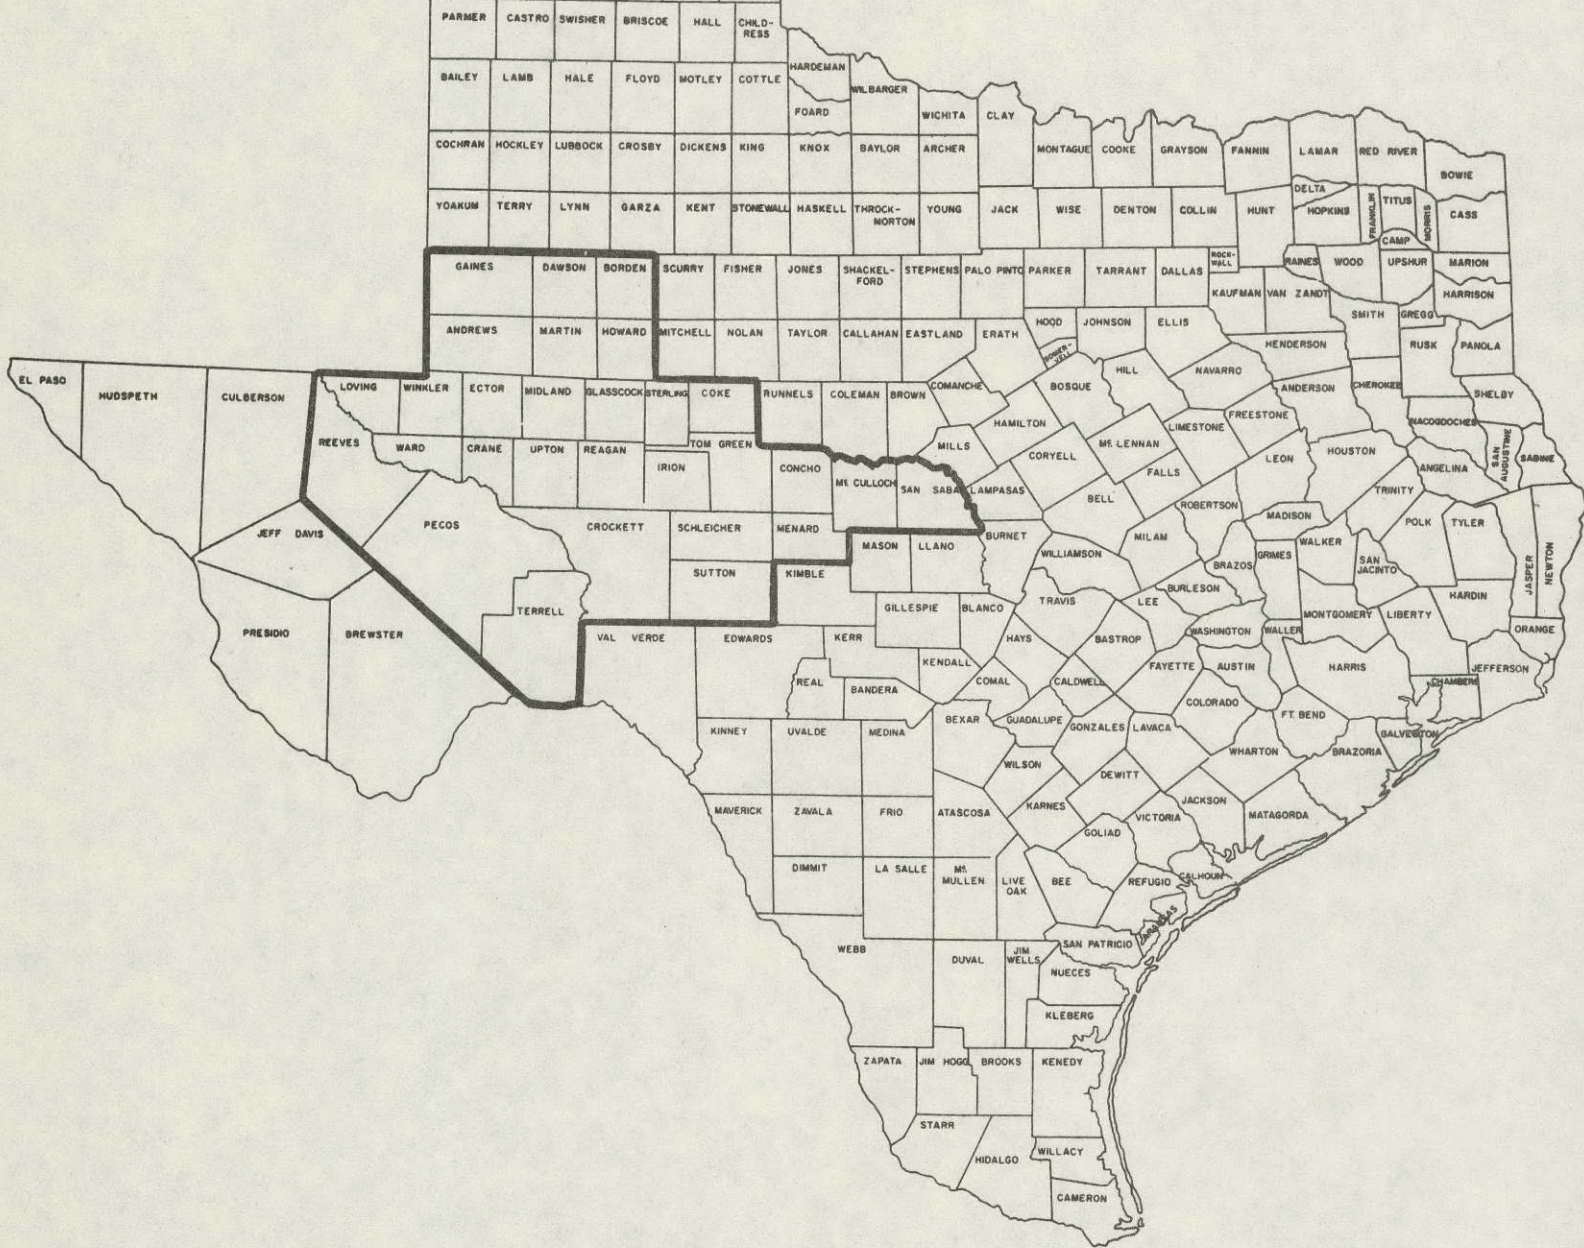 PARMER CASTRO SWISHER BRISCOE HALL CHILD-
RESS
HARDEMAN
BAILEY LAMB HALE FLOYD MOTLEY COTTLE
WILBARGER
FOARD WICHITA CLAY
COCHRAN HOCKLEY LUBBOCK CROSBY DICKENS KING KNOX BAYLOR ARCHER MONTAGUE COOKE GRAYSON FANNIN LAMAR RED RIVER
BOWIE
DELTA
YOAKUM TERRY LYNN GARZA KENT STONEWALL HASKELL THROCK-
MORTON YOUNG JACK WISE DENTON COLLIN HUNT HOPKINS FRANKLIN TITUS MORRIS CASS
CAMP
ROCK-
WALL
GAINES DAWSON BORDEN SCURRY FISHER JONES SHACKEL-
FORD STEPHENS PALO PINTO PARKER TARRANT DALLAS RAINES WOOD UPSHUR MARION
KAUFMAN VAN ZANDT HARRISON
SMITH GREGG
ANDREWS MARTIN HOWARD MITCHELL NOLAN TAYLOR CALLAHAN EASTLAND ERATH HOOD JOHNSON ELLIS
HENDERSON RUSK PANOLA
SOMER-
VELL
EL PASO HUDSPETH CULBERSON LOVING WINKLER ECTOR MIDLAND GLASSCOCK STERLING COKE RUNNELS COLEMAN BROWN COMANCHE BOSQUE HILL NAVARRO ANDERSON CHEROKEE SHELBY
HAMILTON LIMESTONE FREESTONE NACOGDOCHES
REEVES WARD CRANE UPTON REAGAN TOM GREEN MILLS CORYELL Mc. LENNAN LEON HOUSTON SAN
AUGUSTINE SABINE
IRION CONCHO FALLS ANGELINA
Mc. CULLOCH SAN SABA LAMPASAS BELL ROBERTSON TRINITY
MADISON
JEFF DAVIS PECOS CROCKETT SCHLEICHER MENARD BURNET MILAM WALKER POLK TYLER
MASON LLANO WILLIAMSON GRIMES SAN
JACINTO JASPER NEWTON
SUTTON KIMBLE BRAZOS
BURLESON
TERRELL GILLESPIE BLANCO TRAVIS LEE MONTGOMERY LIBERTY HARDIN
PRESIDIO BREWSTER VAL VERDE EDWARDS KERR HAYS BASTROP WASHINGTON WALLER ORANGE
KENDALL FAYETTE AUSTIN HARRIS JEFFERSON
REAL BANDERA COMAL CALDWELL CHAMBERS
COLORADO
KINNEY UVALDE MEDINA BEXAR GUADALUPE GONZALES LAVACA FT. BEND GALVESTON
WILSON WHARTON BRAZORIA
DEWITT
MAVERICK ZAVALA FRIO ATASCOSA KARNES JACKSON MATAGORDA
VICTORIA
GOLIAD
DIMMIT LA SALLE Mc.
MULLEN LIVE
OAK BEE REFUGIO CALHOUN
ARANSAS
WEBB DUVAL JIM
WELLS SAN PATRICIO
NUECES
KLEBERG
ZAPATA JIM HOGG BROOKS KENEDY
STARR
HIDALGO WILLACY
CAMERON